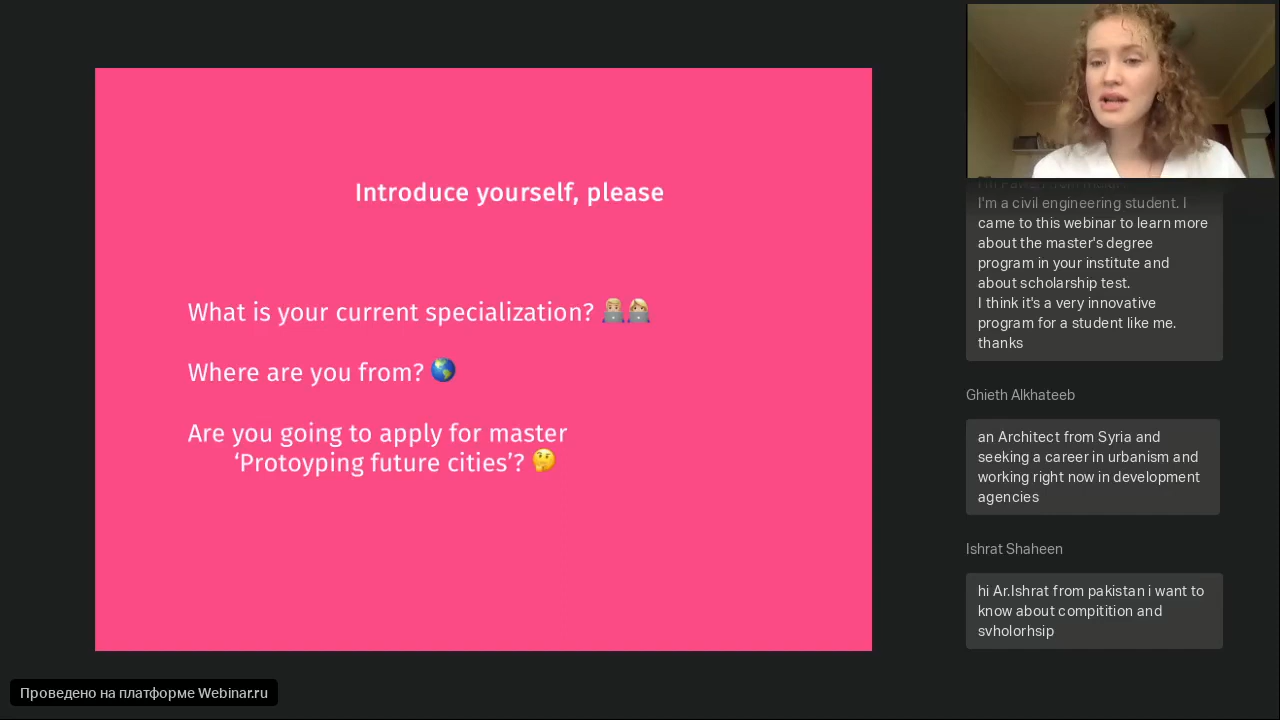 Introduce yourself, please
What is your current specialization?
Where are you from?
Are you going to apply for master
‘Protoyping future cities’?
I'm a civil engineering student. I
came to this webinar to learn more
about the master's degree
program in your institute and
about scholarship test.
I think it's a very innovative
program for a student like me.
thanks
Ghieth Alkhateeb
an Architect from Syria and
seeking a career in urbanism and
working right now in development
agencies
Ishrat Shaheen
hi Ar.Ishrat from pakistan i want to
know about compitition and
svholorhsip
Проведено на платформе Webinar.ru